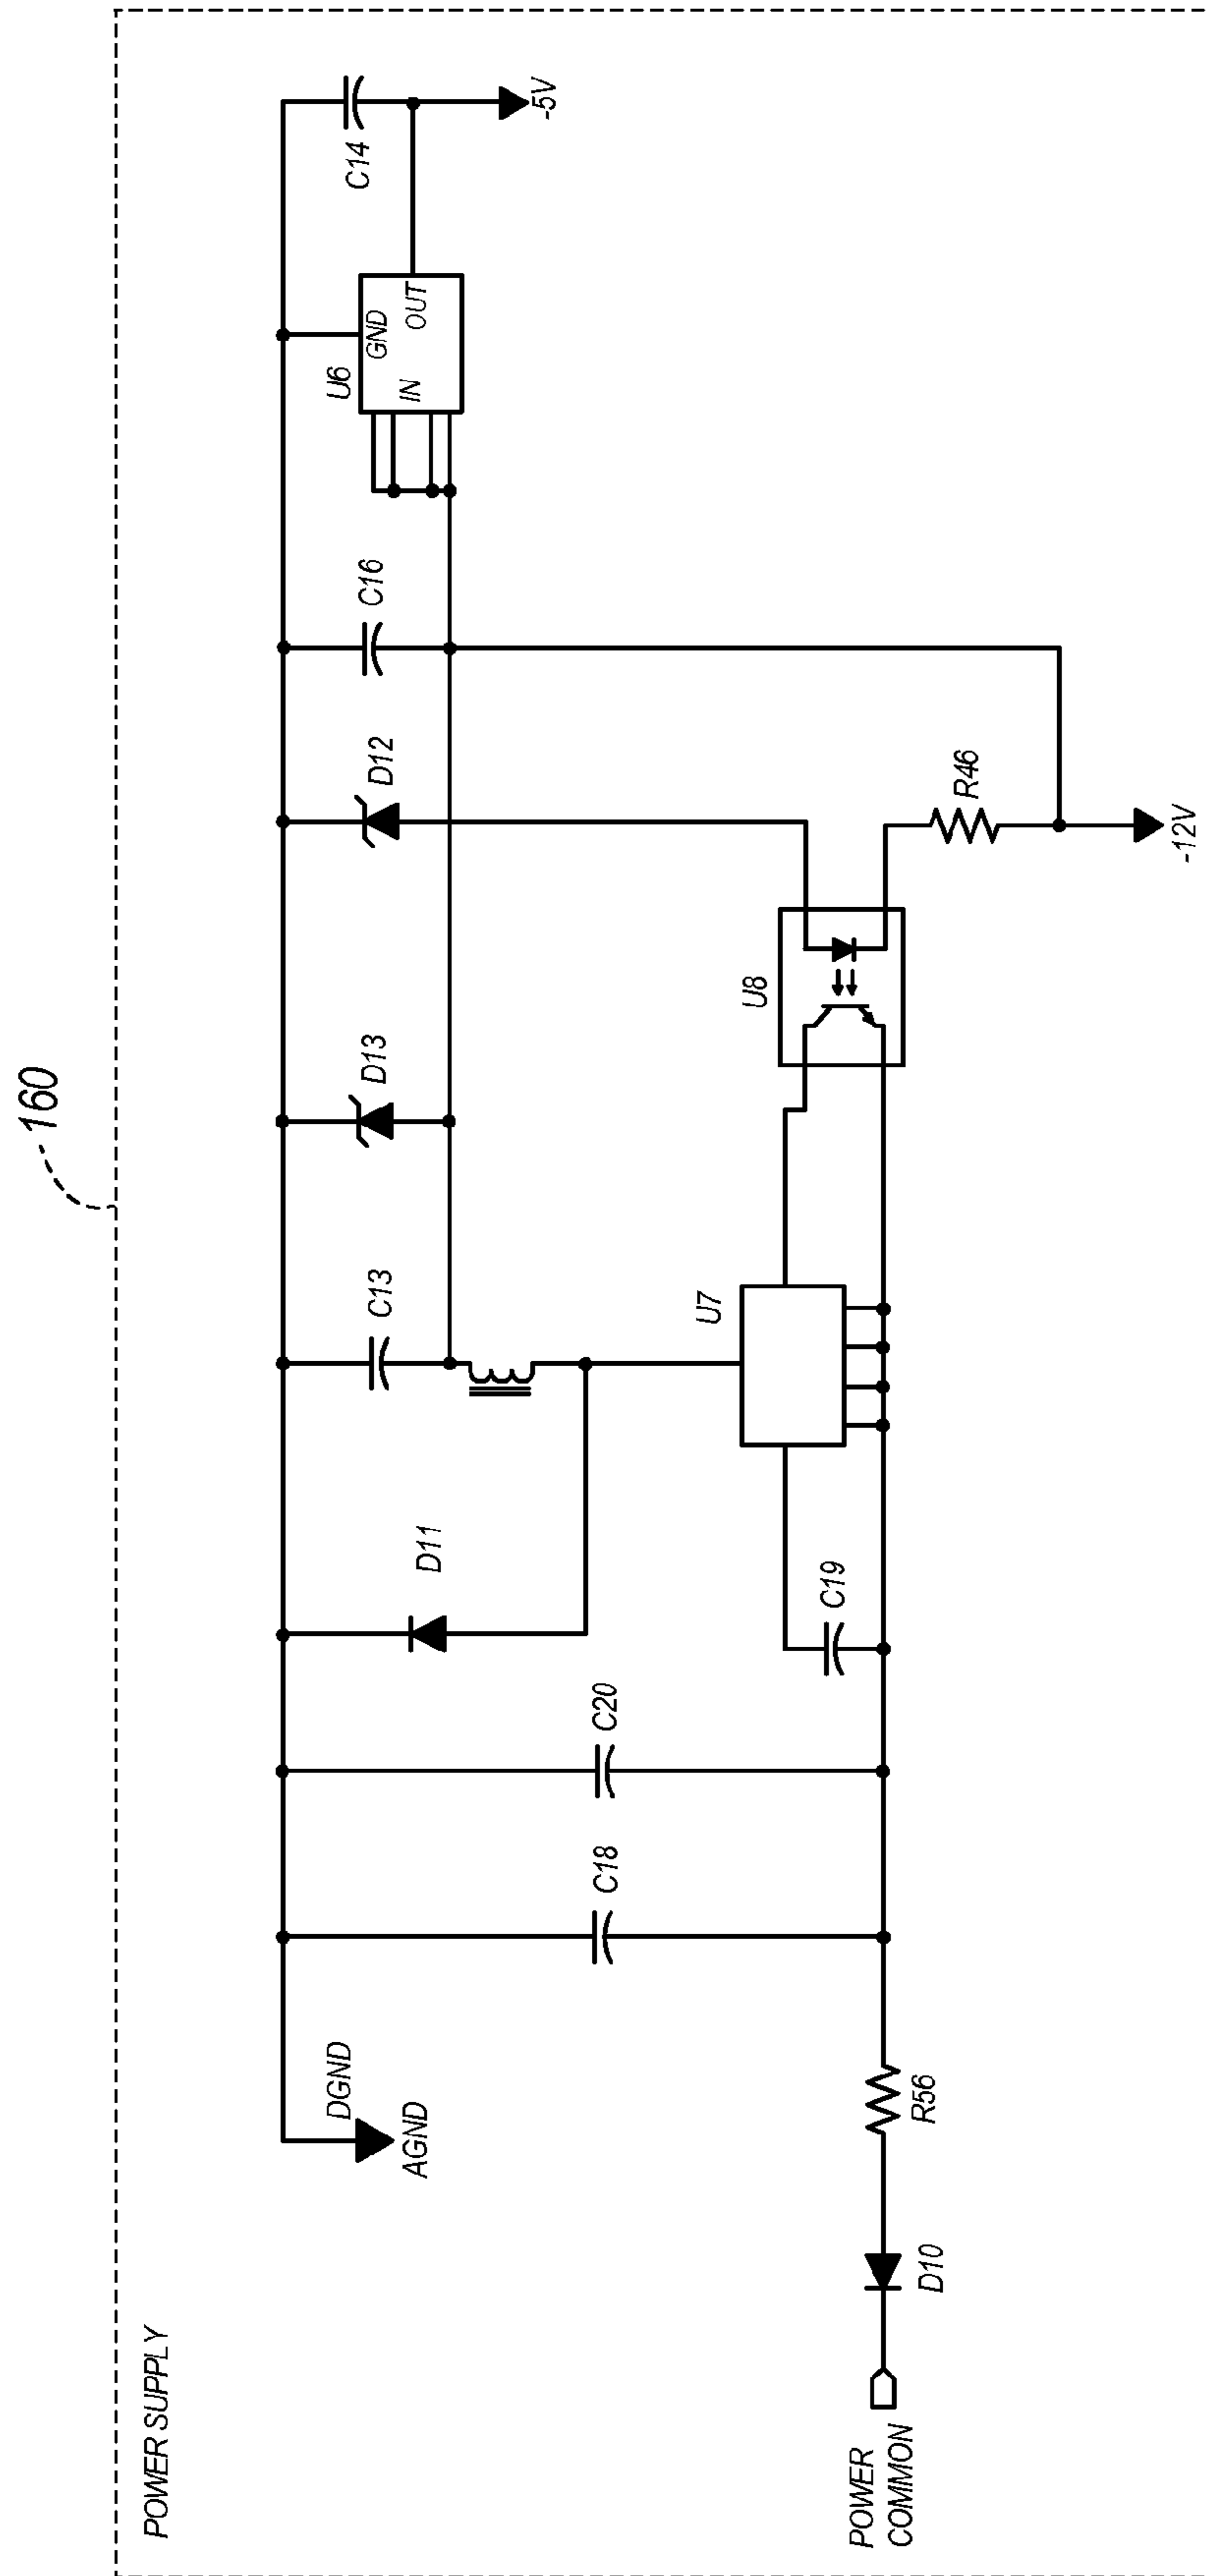 160
POWER SUPPLY
DGND
AGND
C18
C20
D11
C13
D13
D12
C16
U6
GND
IN
OUT
C14
-5V
C19
U7
U8
R46
-12V
POWER
COMMON
D10
R56